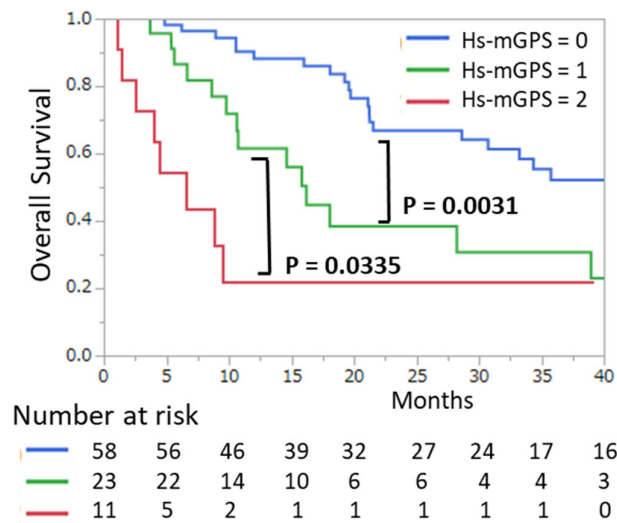 1.0
0.8
0.6
0.4
0.2
0.0
Overall Survival
Hs-mGPS = 0
Hs-mGPS = 1
Hs-mGPS = 2
P = 0.0031
P = 0.0335
0 5 10 15 20 25 30 35 40
Months
Number at risk
58 56 46 39 32 27 24 17 16
23 22 14 10 6 6 4 4 3
11 5 2 1 1 1 1 1 0